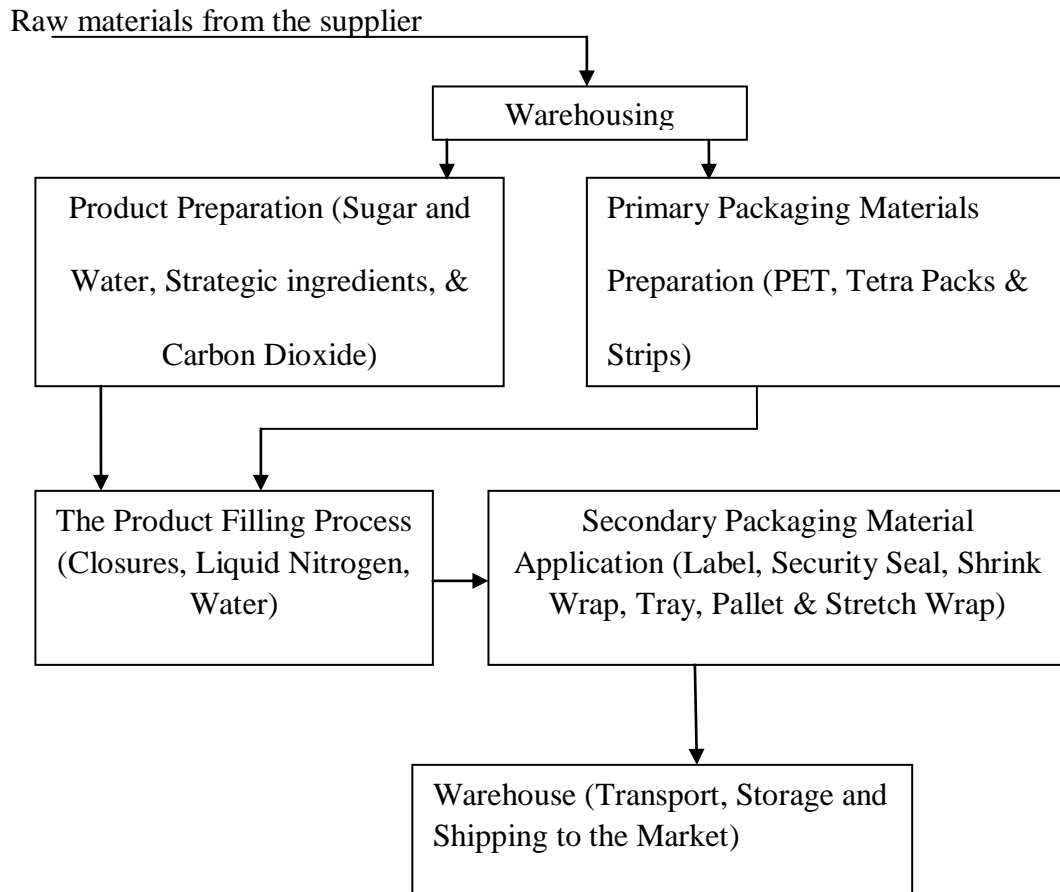 Raw materials from the supplier
Warehousing
Product Preparation (Sugar and
Water, Strategic ingredients, &
Carbon Dioxide)
Primary Packaging Materials
Preparation (PET, Tetra Packs &
Strips)
The Product Filling Process
(Closures, Liquid Nitrogen,
Water)
Secondary Packaging Material
Application (Label, Security Seal, Shrink
Wrap, Tray, Pallet & Stretch Wrap)
Warehouse (Transport, Storage and
Shipping to the Market)